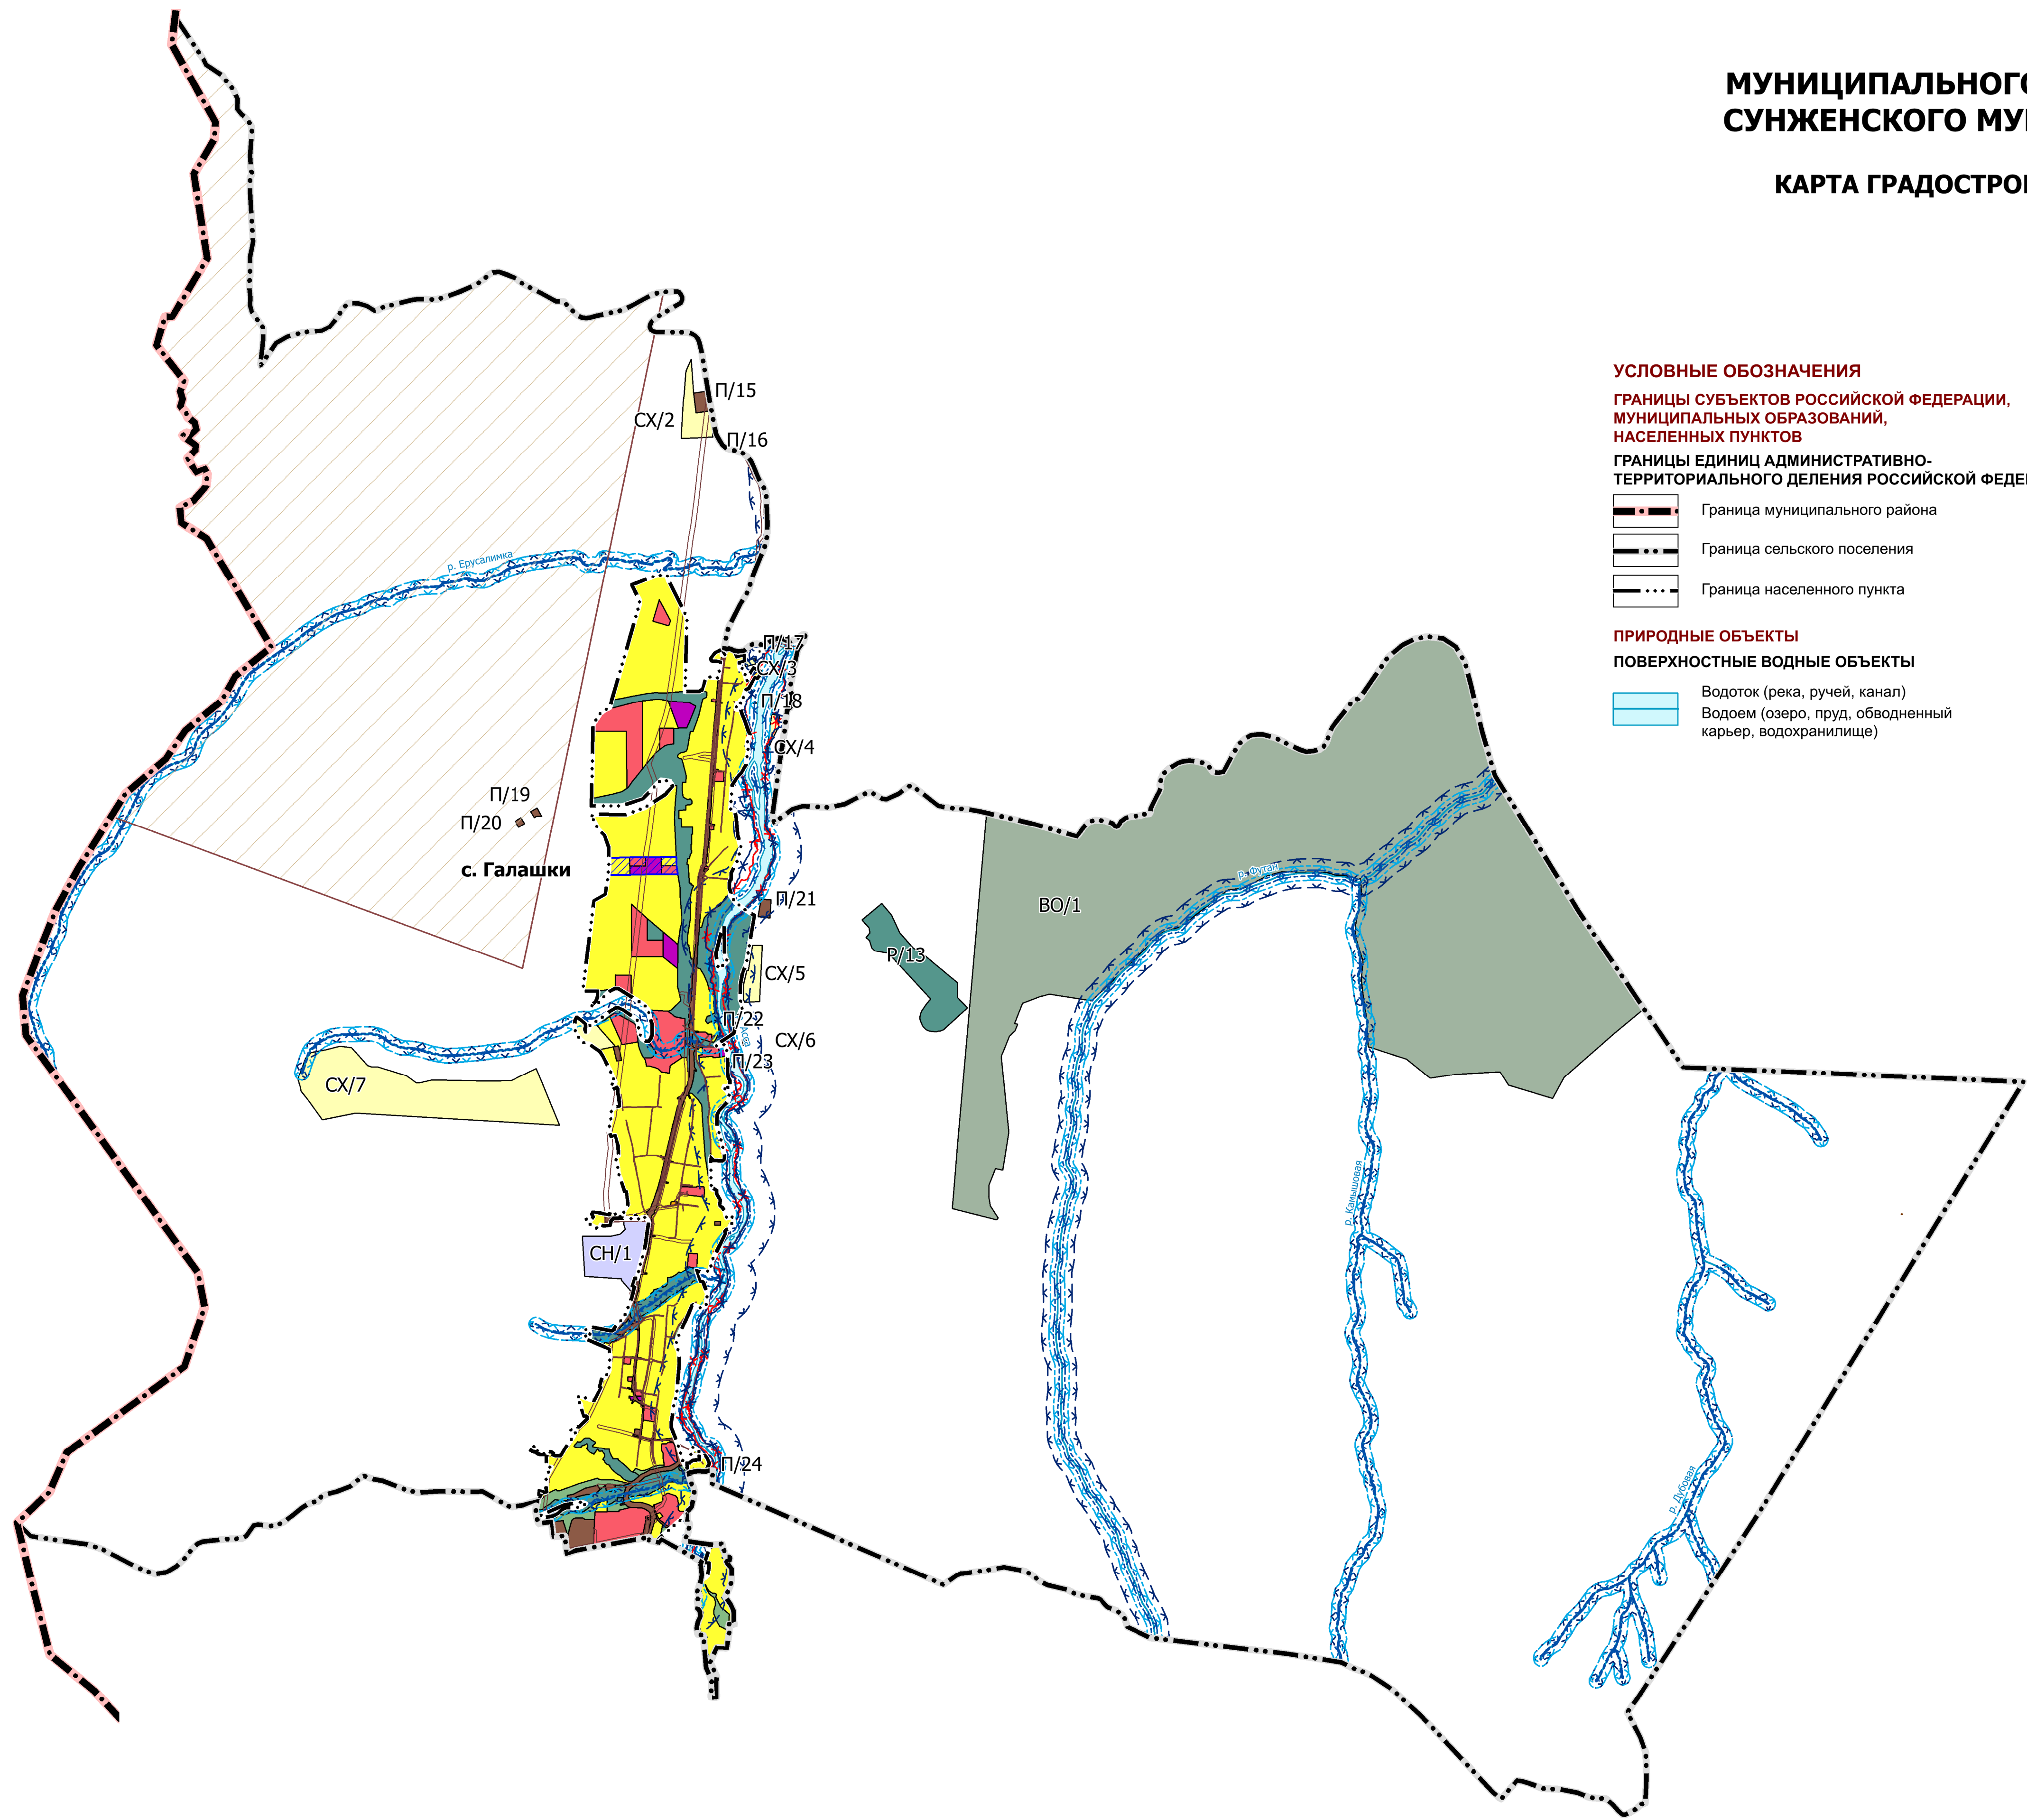 МУНИЦИПАЛЬНОГО
СУНЖЕНСКОГО МУ
КАРТА ГРАДОСТРО
УСЛОВНЫЕ ОБОЗНАЧЕНИЯ
ГРАНИЦЫ СУБЪЕКТОВ РОССИЙСКОЙ ФЕДЕРАЦИИ,
МУНИЦИПАЛЬНЫХ ОБРАЗОВАНИЙ,
НАСЕЛЕННЫХ ПУНКТОВ
ГРАНИЦЫ ЕДИНИЦ АДМИНИСТРАТИВНО-
ТЕРРИТОРИАЛЬНОГО ДЕЛЕНИЯ РОССИЙСКОЙ ФЕДЕ
Граница муниципального района
Граница сельского поселения
Граница населенного пункта
ПРИРОДНЫЕ ОБЪЕКТЫ
ПОВЕРХНОСТНЫЕ ВОДНЫЕ ОБЪЕКТЫ
Водоток (река, ручей, канал)
Водоем (озеро, пруд, обводненный
карьер, водохранилище)
П/15
СХ/2
П/16
р. Ерусалимка
П/17
СХ/3
П/18
СХ/4
П/19
П/20
с. Галашки
П/21
ВО/1
р. Футан
Р/13
СХ/5
П/22
Асса
СХ/6
П/23
СХ/7
р. Камышовая
СН/1
П/24
р. Дубовая